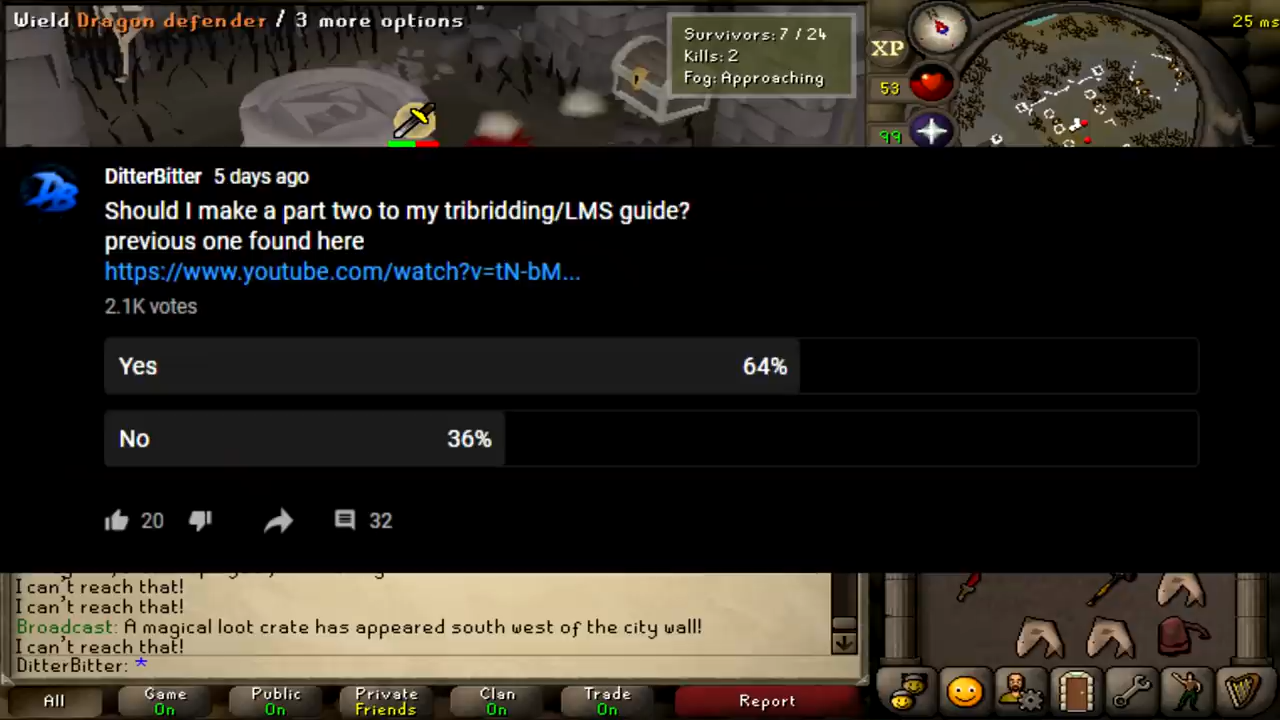 Wield Dragon defender / 3 more options
Survivors: 7 / 24
Kills: 2
Fog: Approaching
25 ms
XP
53
99
DB
DitterBitter 5 days ago
Should I make a part two to my tribridding/LMS guide?
previous one found here
https://www.youtube.com/watch?v=tN-bM...
2.1K votes
Yes 64%
No 36%
20 32
I can't reach that!
I can't reach that!
Broadcast: A magical loot crate has appeared south west of the city wall!
I can't reach that!
DitterBitter: *
All Game On Public On Private Friends Clan On Trade On Report